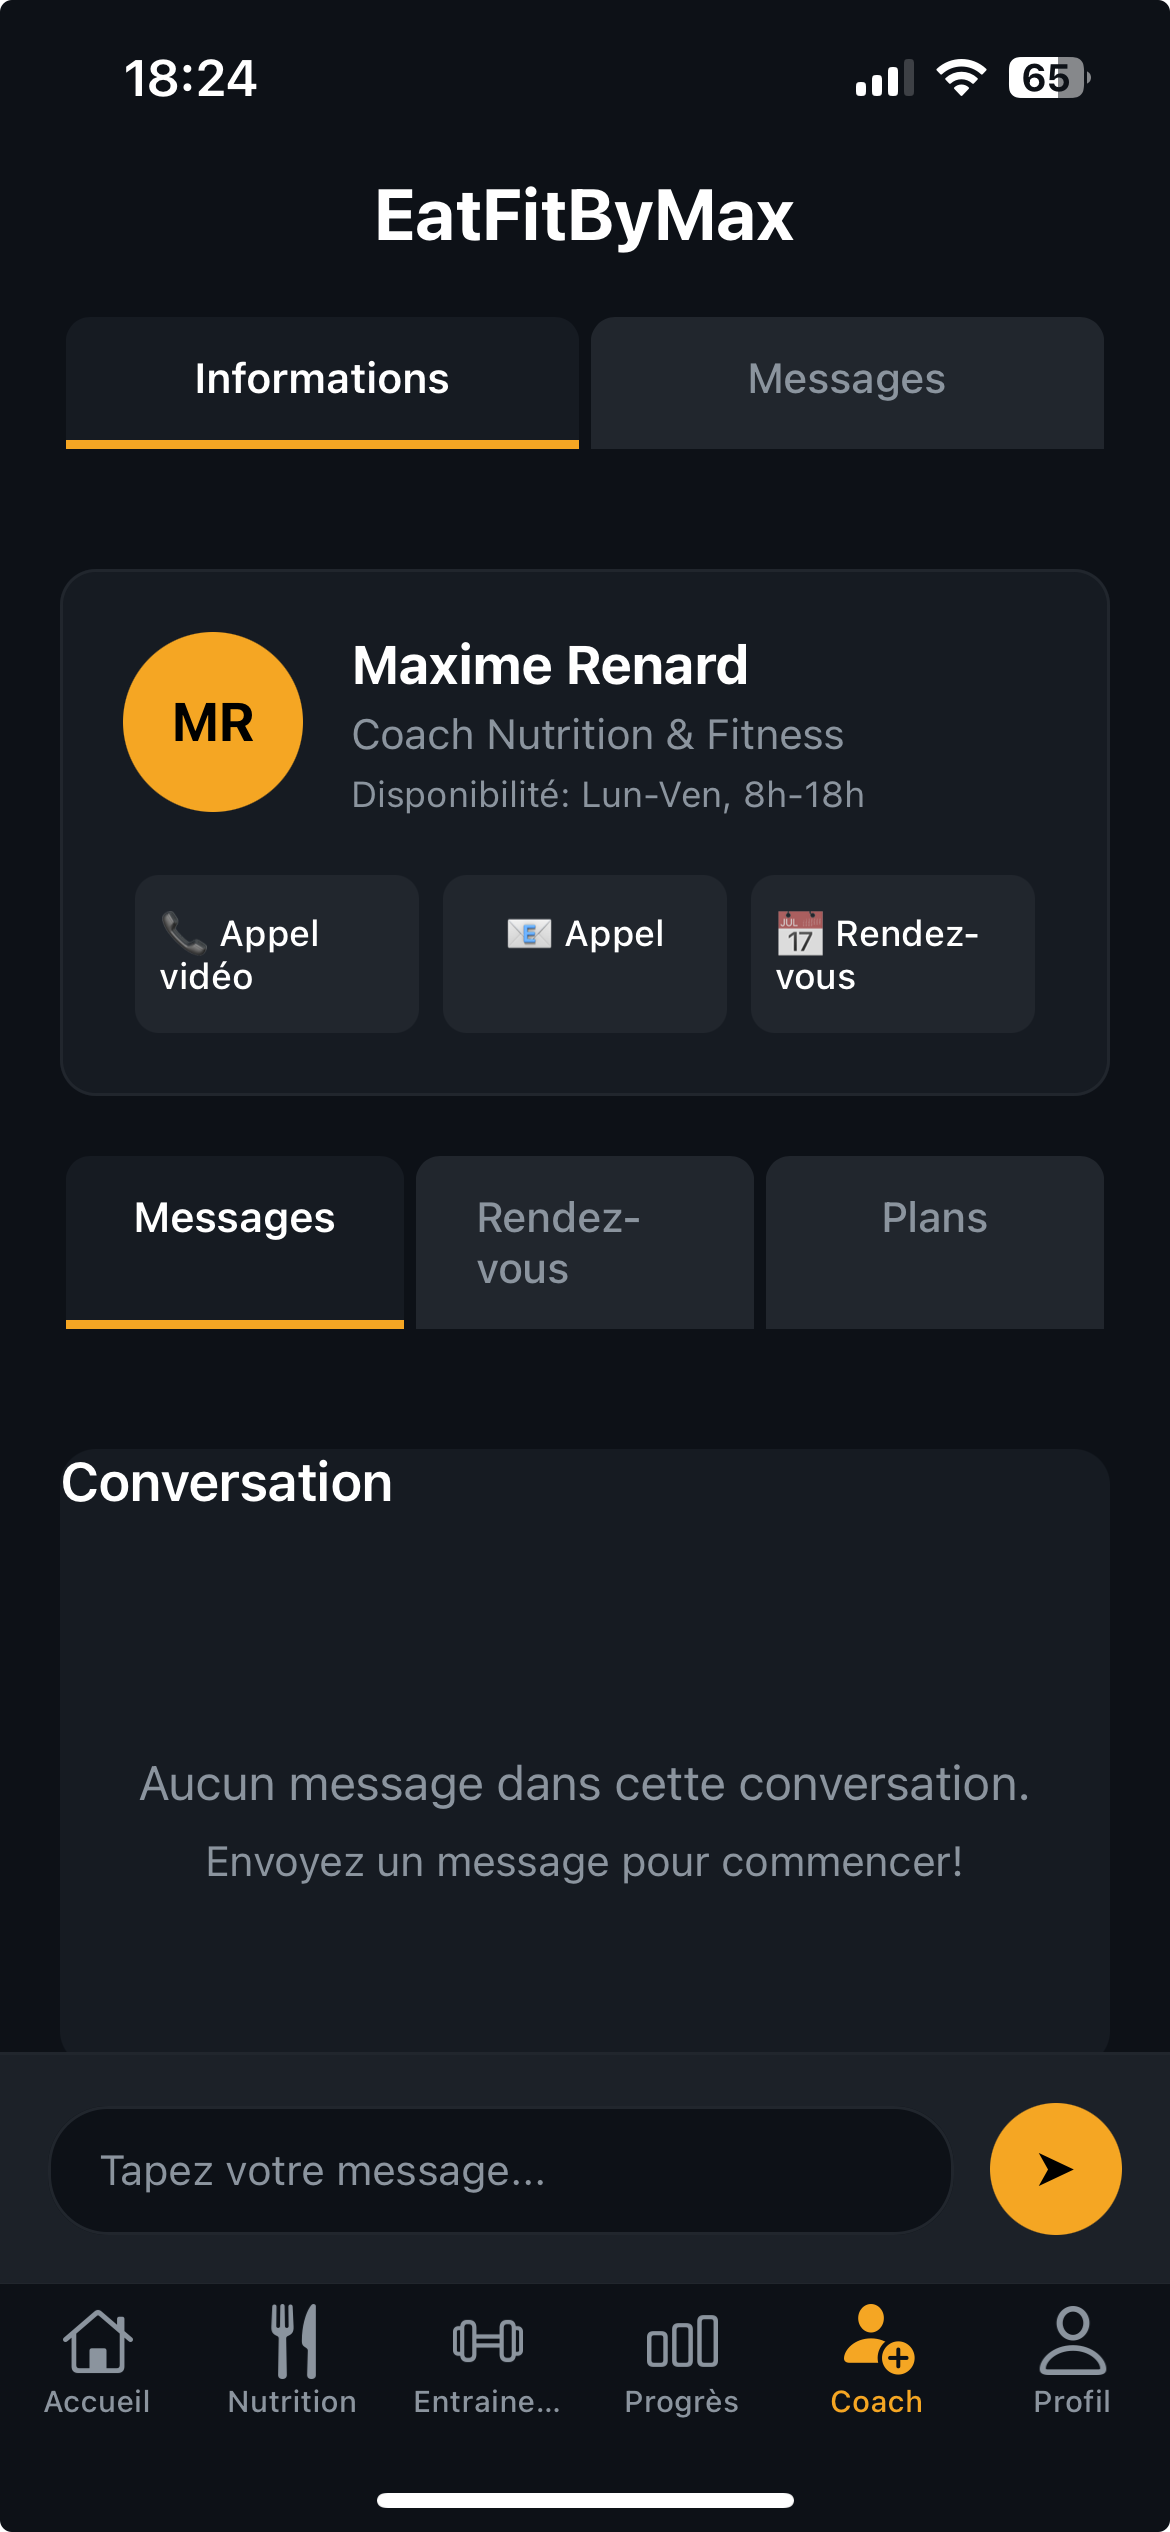 18:24
65
EatFitByMax
Informations
Messages
MR
Maxime Renard
Coach Nutrition & Fitness
Disponibilité: Lun-Ven, 8h-18h
📞 Appel
vidéo
📧 Appel
📅 Rendez-
vous
Messages
Rendez-
vous
Plans
Conversation
Aucun message dans cette conversation.
Envoyez un message pour commencer!
Tapez votre message...
➤
Accueil
Nutrition
Entraine...
Progrès
Coach
Profil